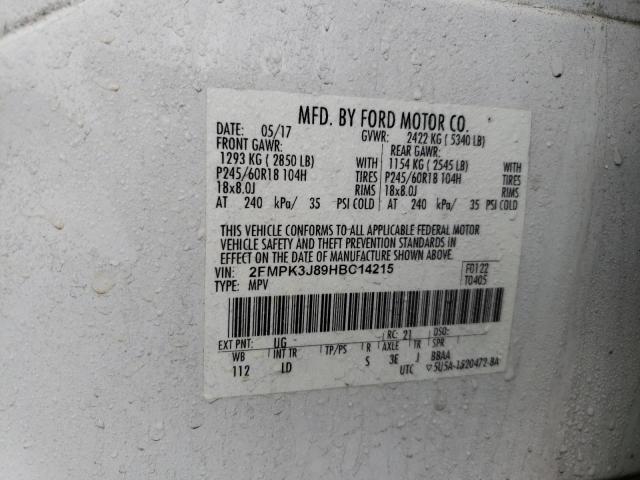 MFD. BY FORD MOTOR CO.
DATE: 05/17 GVWR: 2422 KG ( 5340 LB)
FRONT GAWR: REAR GAWR:
1293 KG ( 2850 LB) WITH 1154 KG ( 2545 LB) WITH
P245/60R18 104H TIRES P245/60R18 104H TIRES
18x8.0J RIMS 18x8.0J RIMS
AT 240 kPa/ 35 PSI COLD AT 240 kPa/ 35 PSI COLD
THIS VEHICLE CONFORMS TO ALL APPLICABLE FEDERAL MOTOR
VEHICLE SAFETY AND THEFT PREVENTION STANDARDS IN
EFFECT ON THE DATE OF MANUFACTURE SHOWN ABOVE.
VIN: 2FMPK3J89HBC14215 F0122
TYPE: MPV T0405
EXT PNT: UG RC: 21 DSO:
WB INT TR TP/PS R AXLE TR SPR
112 LD S 3E J BBAA
UTC ▽5U5A-1520472-BA